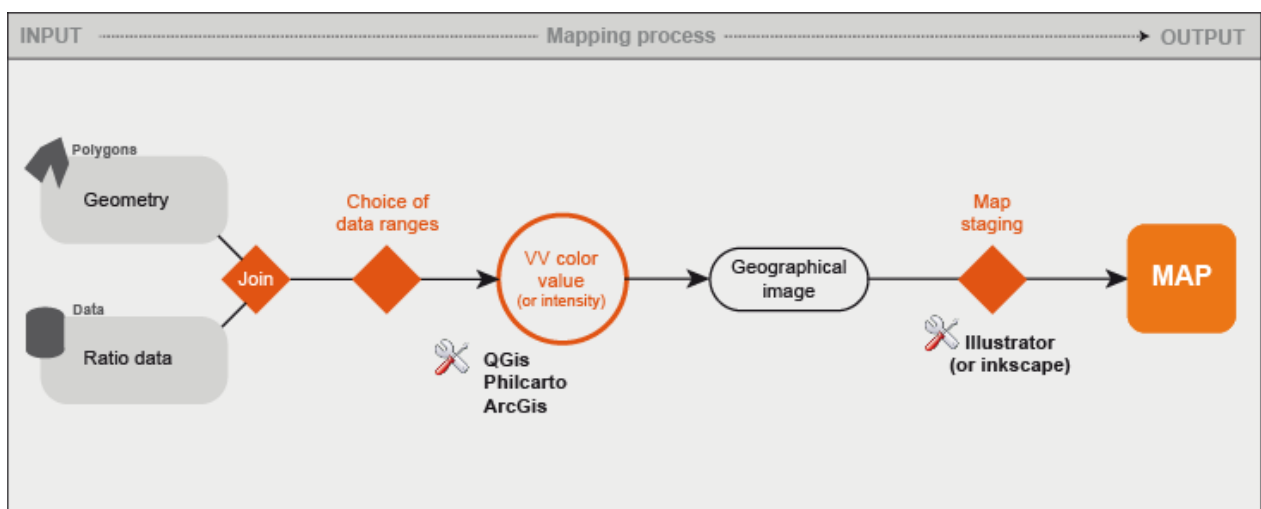 INPUT
Mapping process
OUTPUT
Polygons
Geometry
Data
Ratio data
Join
Choice of
data ranges
VV color
value
(or intensity)
QGis
Philcarto
ArcGis
Geographical
image
Map
staging
Illustrator
(or inkscape)
MAP